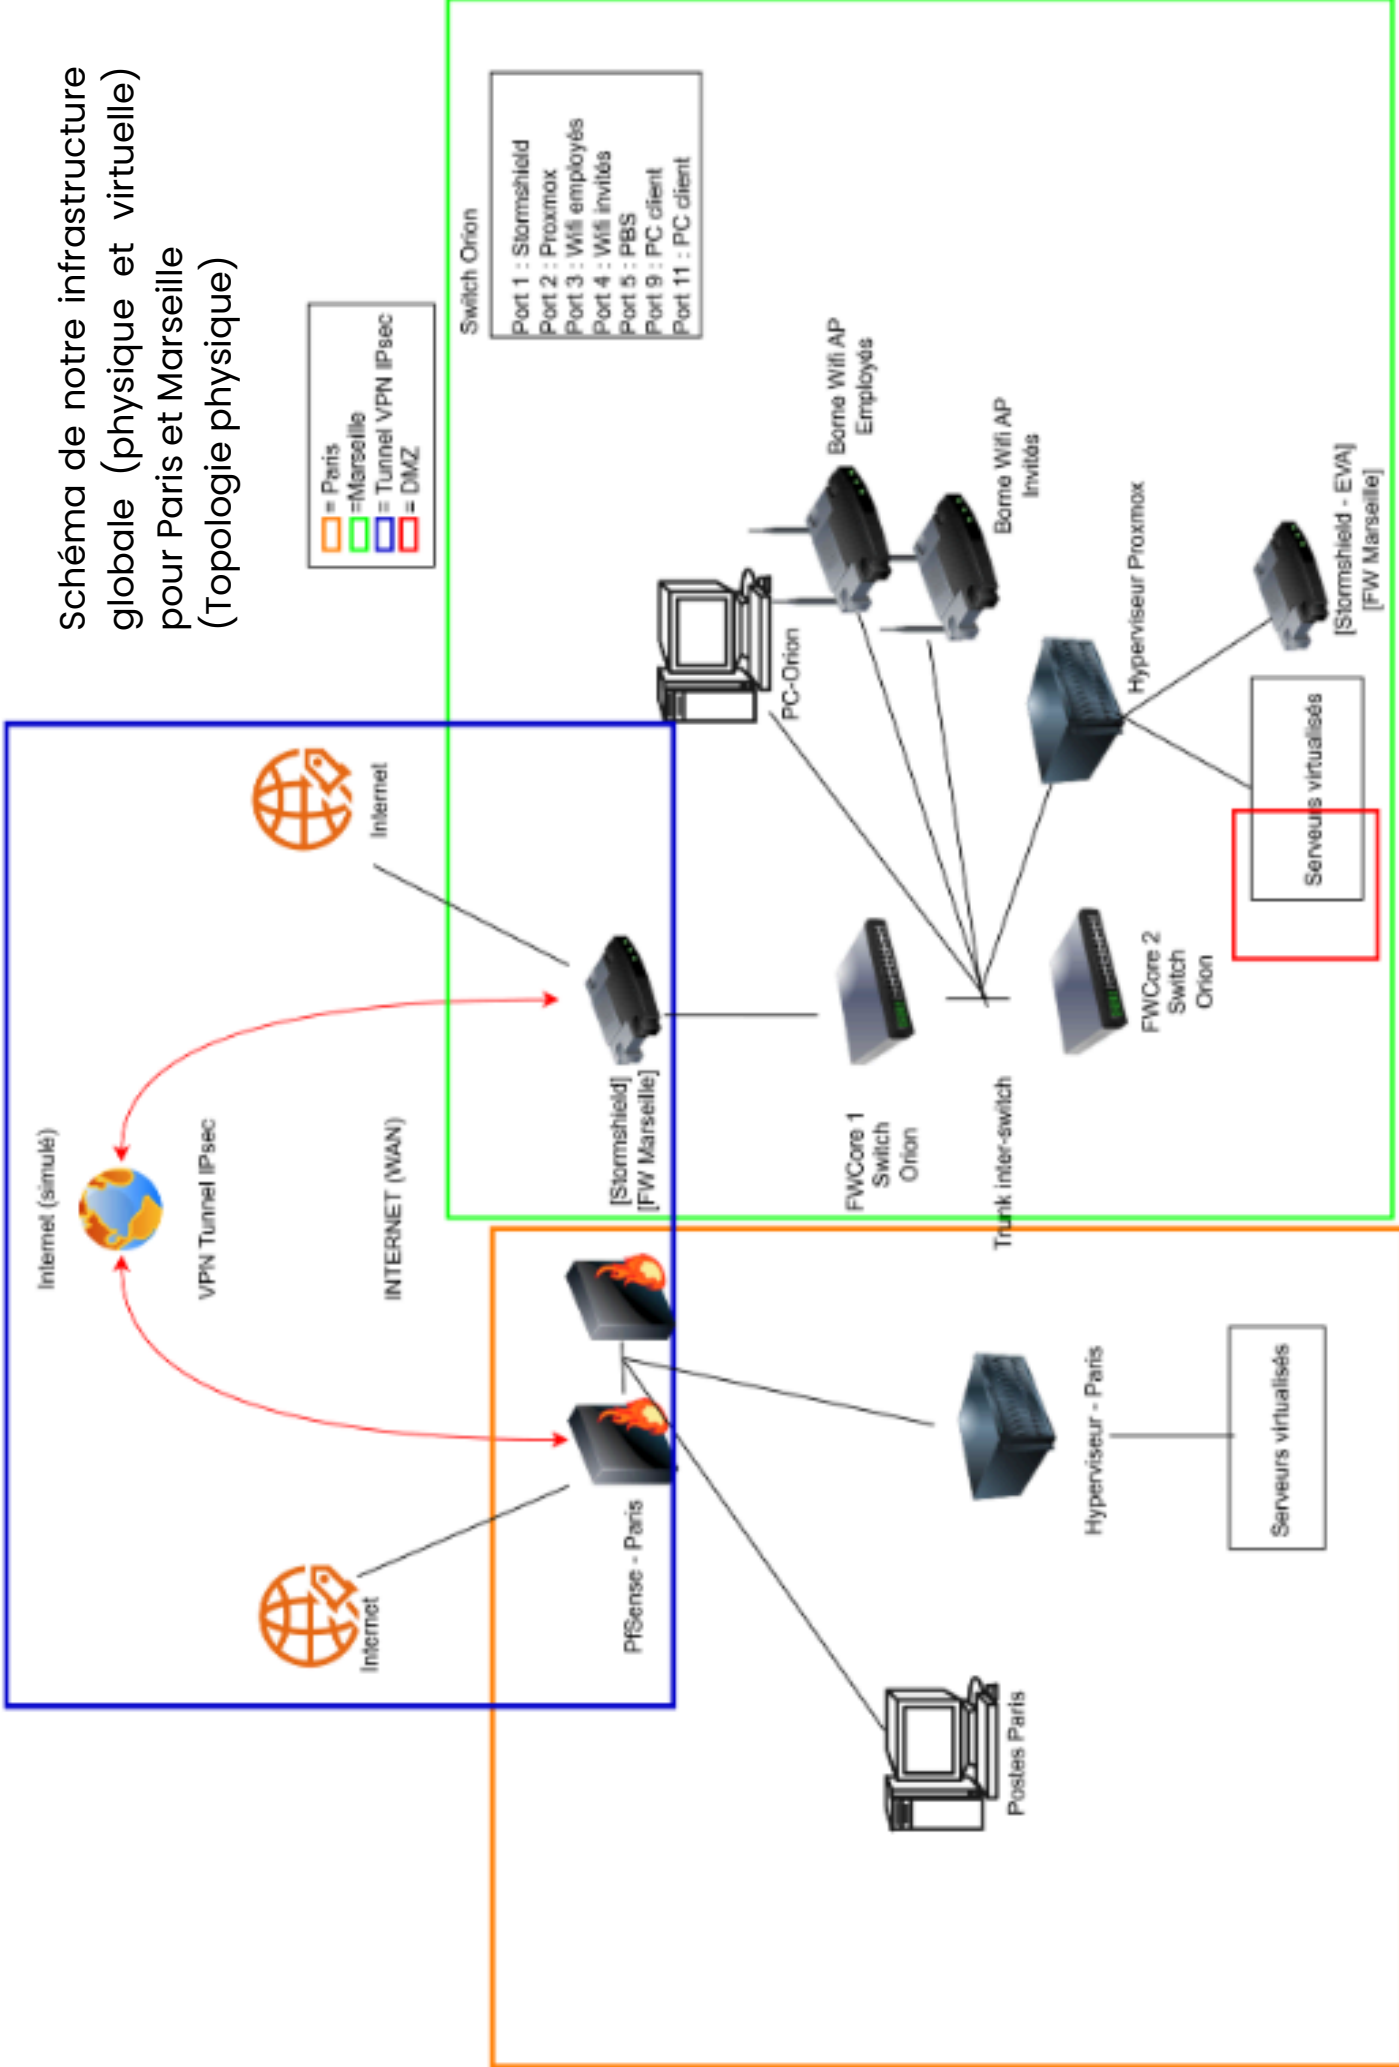 Schéma de notre infrastructure
globale (physique et virtuelle)
pour Paris et Marseille
(Topologie physique)
= Paris
=Marseille
= Tunnel VPN IPsec
= DMZ
Switch Orion
Port 1 : Stormshield
Port 2 : Proxmox
Port 3 : Wifi employés
Port 4 : Wifi invités
Port 5 : PBS
Port 9 : PC client
Port 11 : PC client
Internet (simulé)
VPN Tunnel IPsec
INTERNET (WAN)
Internet
Internet
PfSense - Paris
[Stormshield]
[FW Marseille]
PC-Orion
Borne Wifi AP
Employés
Borne Wifi AP
Invités
FWCore 1
Switch
Orion
Trunk inter-switch
FWCore 2
Switch
Orion
Hyperviseur Proxmox
Serveurs virtualisés
[Stormshield - EVA]
[FW Marseille]
Postes Paris
Hyperviseur - Paris
Serveurs virtualisés